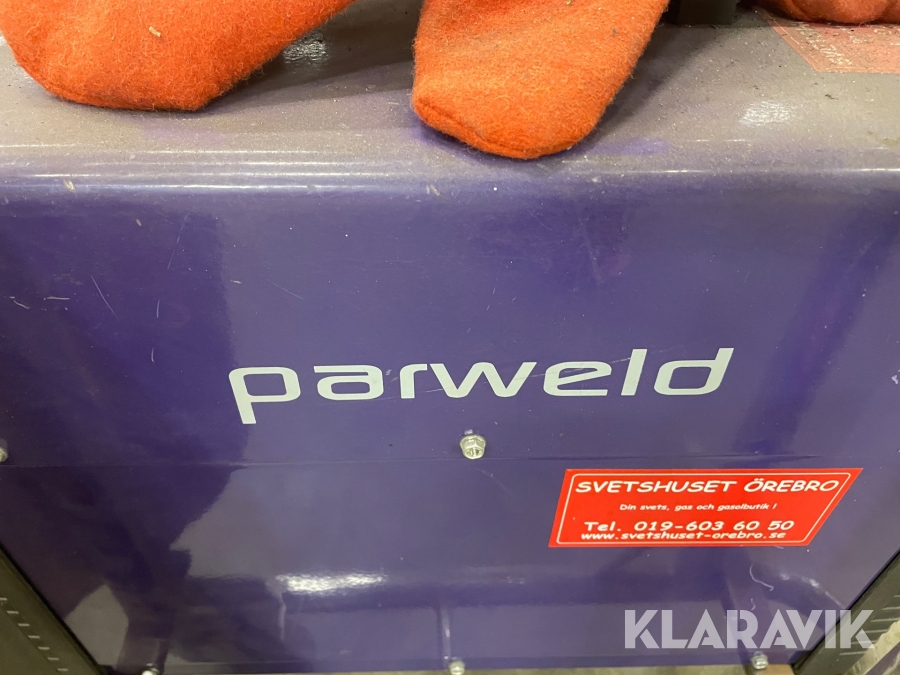 parweld
SVETSHUSET ÖREBRO
Din svets, gas och gasolbutik !
Tel. 019-603 60 50
www.svetshuset-orebro.se
KLARAVIK